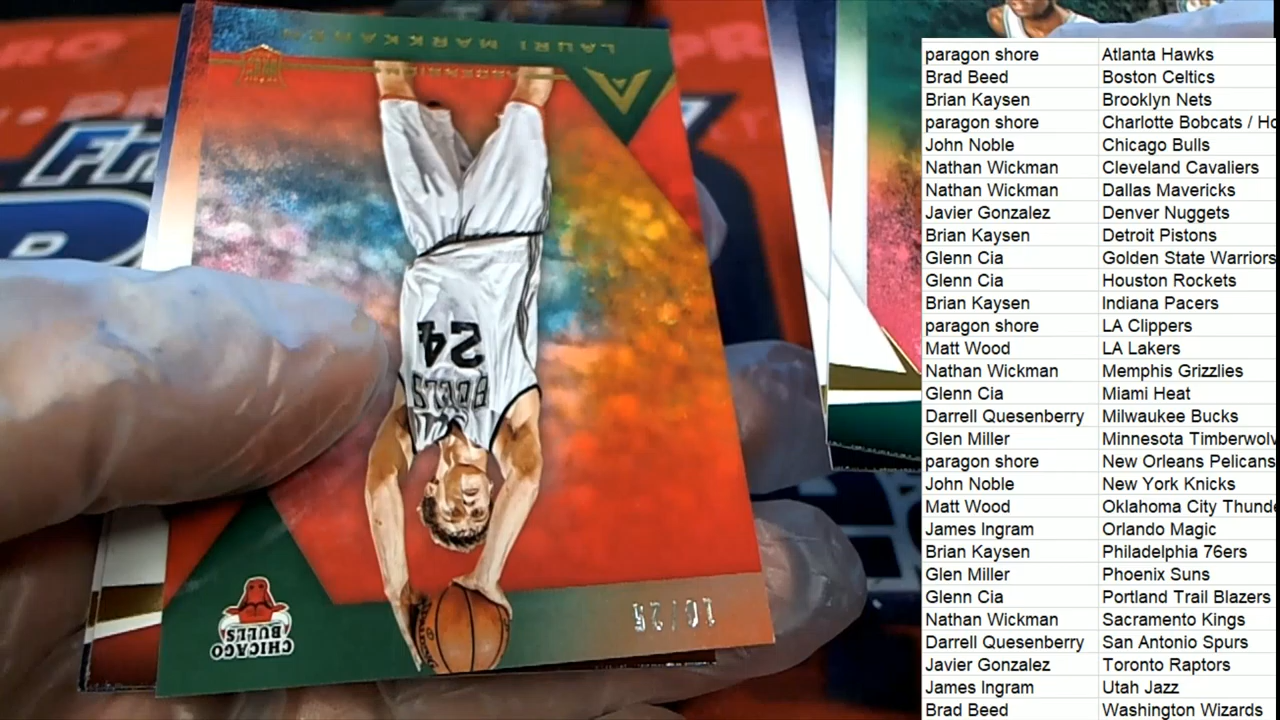 LAURI MARKKANEN
ASCENSION
24
BULLS
CHICAGO
BULLS
SPALDING
10/25
paragon shore Atlanta Hawks
Brad Beed Boston Celtics
Brian Kaysen Brooklyn Nets
paragon shore Charlotte Bobcats / Ho
John Noble Chicago Bulls
Nathan Wickman Cleveland Cavaliers
Nathan Wickman Dallas Mavericks
Javier Gonzalez Denver Nuggets
Brian Kaysen Detroit Pistons
Glenn Cia Golden State Warriors
Glenn Cia Houston Rockets
Brian Kaysen Indiana Pacers
paragon shore LA Clippers
Matt Wood LA Lakers
Nathan Wickman Memphis Grizzlies
Glenn Cia Miami Heat
Darrell Quesenberry Milwaukee Bucks
Glen Miller Minnesota Timberwolv
paragon shore New Orleans Pelicans
John Noble New York Knicks
Matt Wood Oklahoma City Thunde
James Ingram Orlando Magic
Brian Kaysen Philadelphia 76ers
Glen Miller Phoenix Suns
Glenn Cia Portland Trail Blazers
Nathan Wickman Sacramento Kings
Darrell Quesenberry San Antonio Spurs
Javier Gonzalez Toronto Raptors
James Ingram Utah Jazz
Brad Beed Washington Wizards